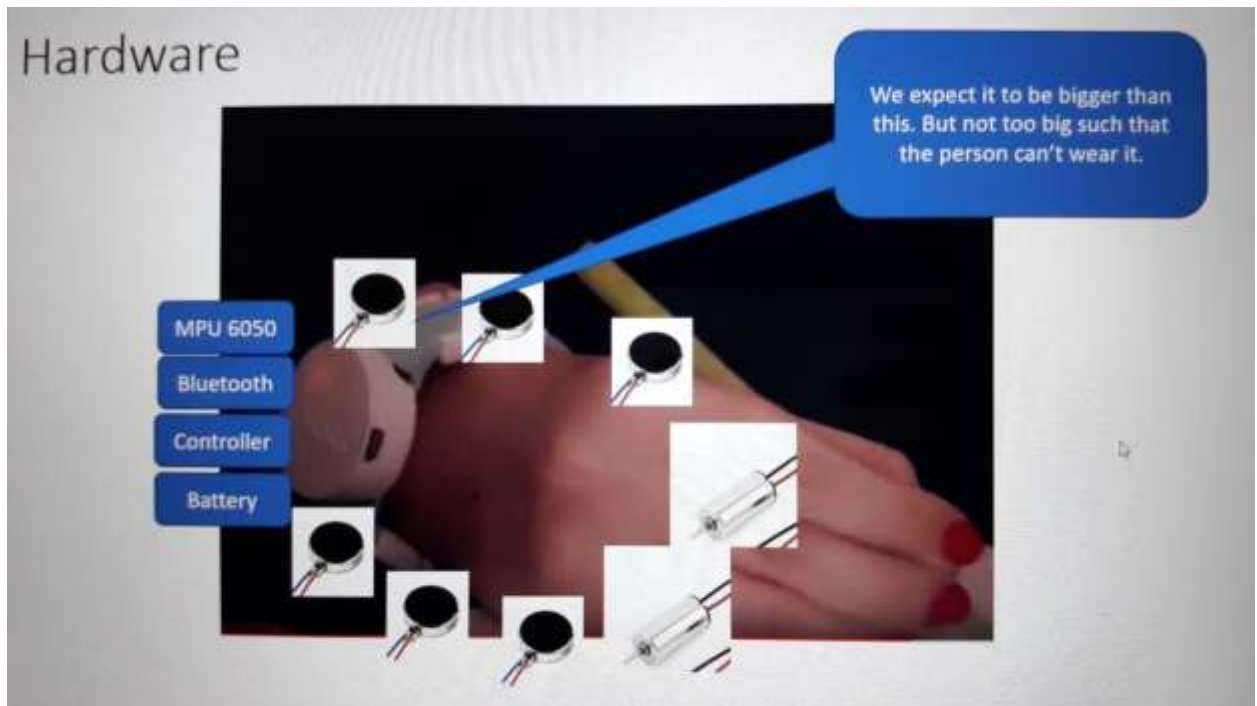 Hardware
We expect it to be bigger than
this. But not too big such that
the person can't wear it.
MPU 6050
Bluetooth
Controller
Battery